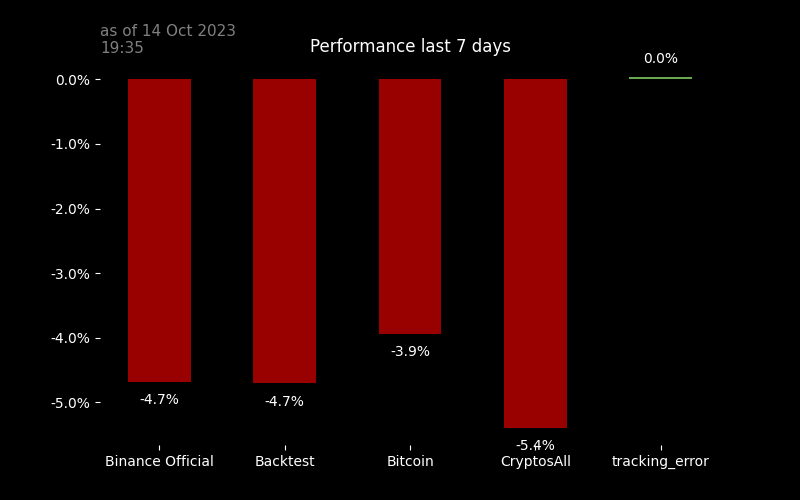 as of 14 Oct 2023
19:35
Performance last 7 days
0.0%
0.0%
-1.0%
-2.0%
-3.0%
-4.0%
-5.0%
-4.7%
-4.7%
-3.9%
-5.4%
Binance Official
Backtest
Bitcoin
CryptosAll
tracking_error